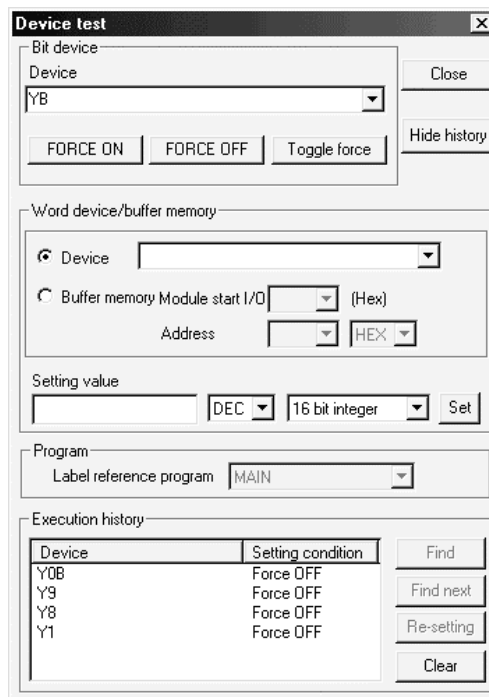 Device test
Bit device
Device
Close
YB
FORCE ON FORCE OFF Toggle force
Hide history
Word device/buffer memory
Device
Buffer memory Module start I/O (Hex)
Address HEX
Setting value
DEC 16 bit integer Set
Program
Label reference program MAIN
Execution history
Device Setting condition
Y0B Force OFF
Y9 Force OFF
Y8 Force OFF
Y1 Force OFF
Find
Find next
Re-setting
Clear